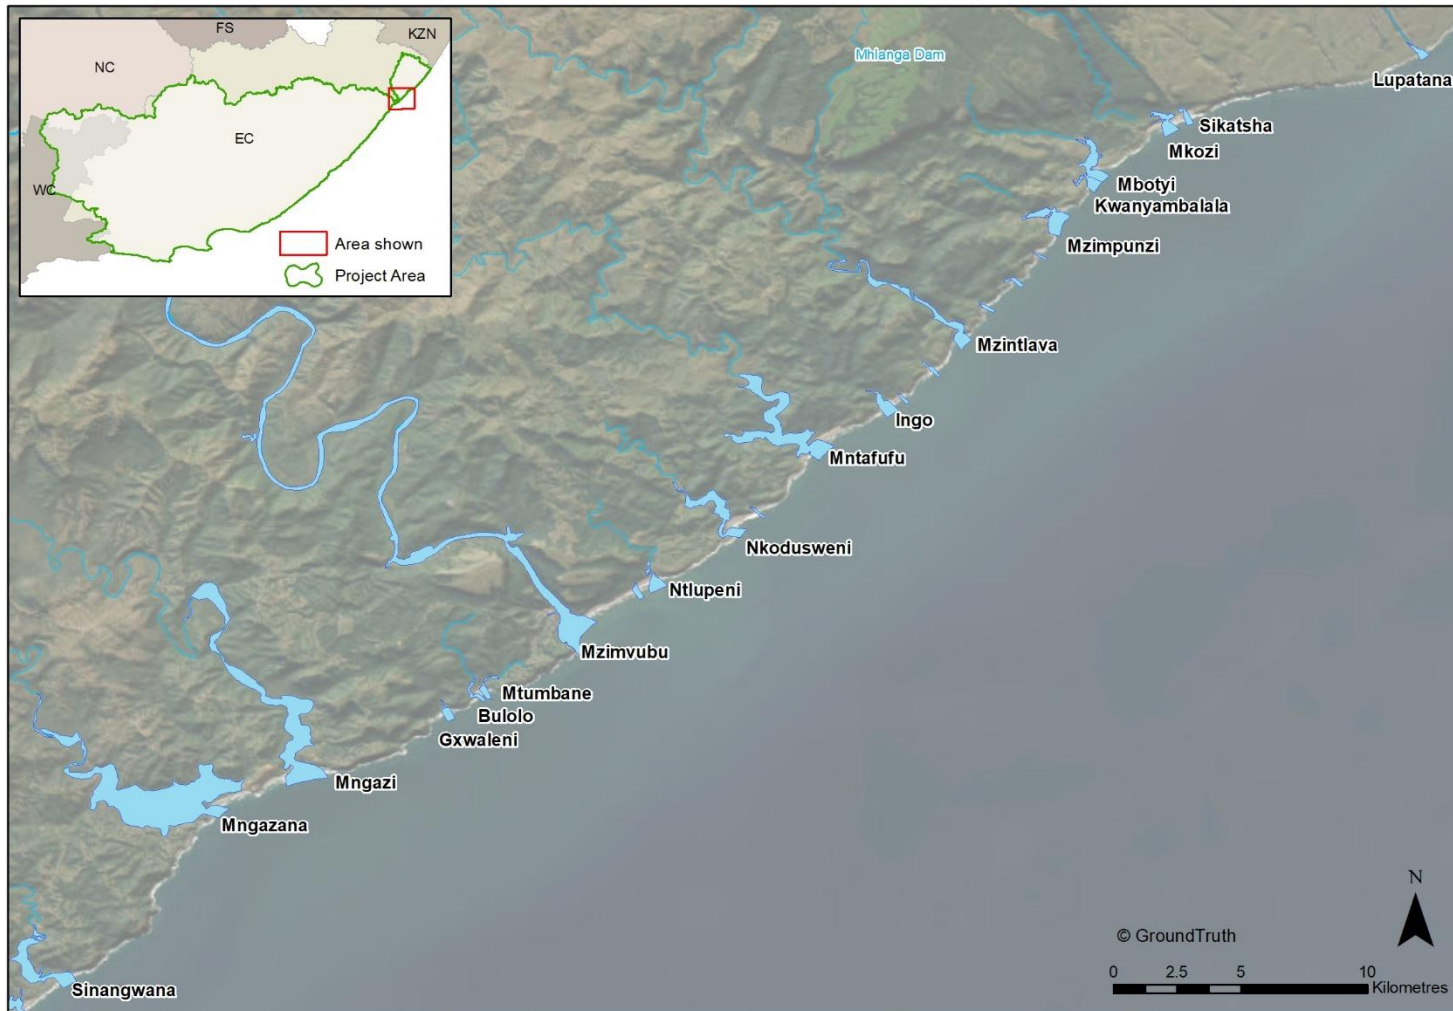 FS
KZN
NC
EC
WC
Area shown
Project Area
Mhlanga Dam
Lupatana
Sikatsha
Mkozi
Mbotyi
Kwanyambalala
Mzimpunzi
Mzintlava
Ingo
Mntafufu
Nkodusweni
Ntlupeni
Mzimvubu
Mtumbane
Bulolo
Gxwaleni
Mngazi
Mngazana
Sinangwana
N
© GroundTruth
0 2.5 5 10
Kilometres